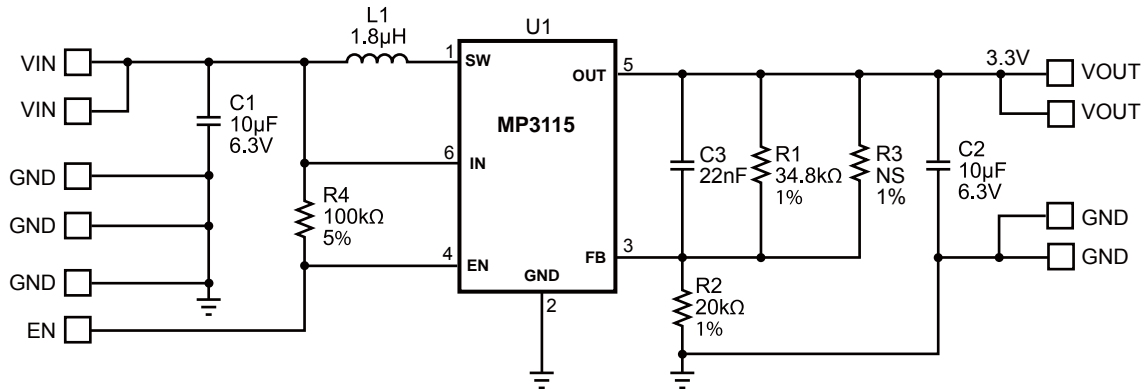 L1
1.8µH
U1
VIN
VIN
GND
GND
GND
EN
C1
10µF
6.3V
R4
100kΩ
5%
1
SW
6
IN
4
EN
MP3115
OUT
5
FB
3
GND
2
C3
22nF
R1
34.8kΩ
1%
R3
NS
1%
R2
20kΩ
1%
C2
10µF
6.3V
3.3V
VOUT
VOUT
GND
GND